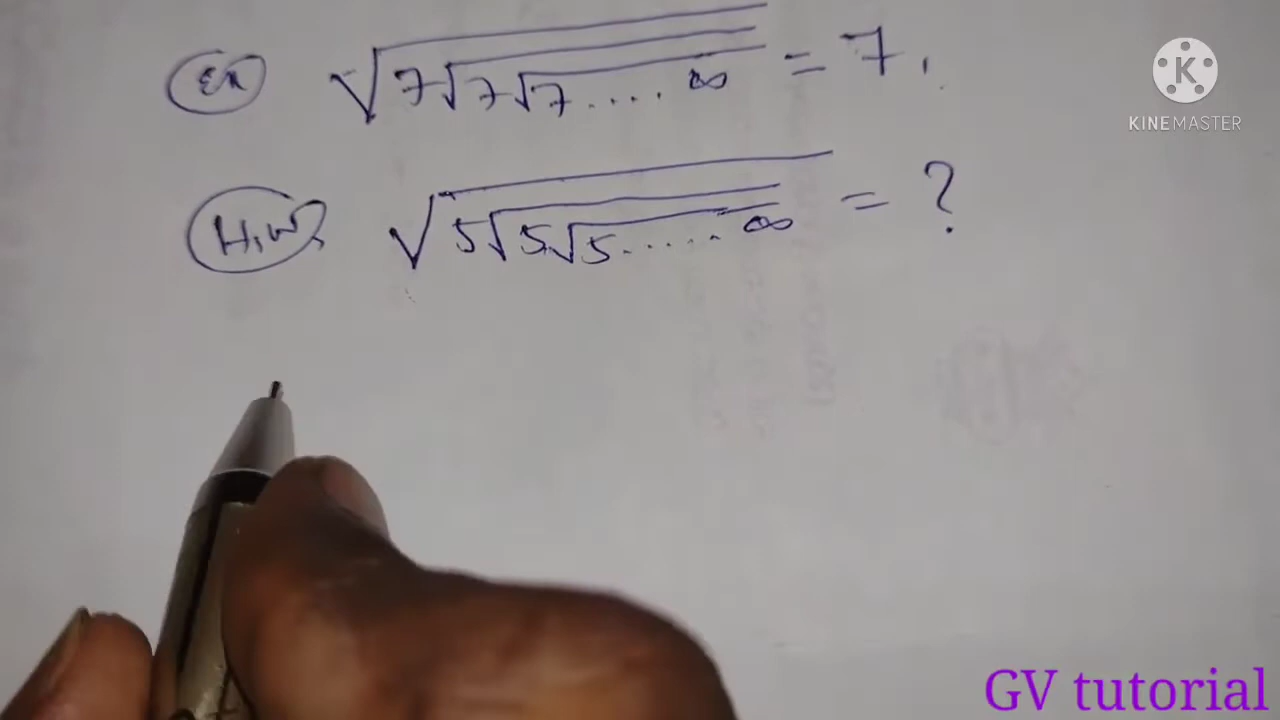 Ex √7√7√7.... ∞ = 7.
K
KINEMASTER
H.W. √5√5√5...... ∞ = ?
GV tutorial